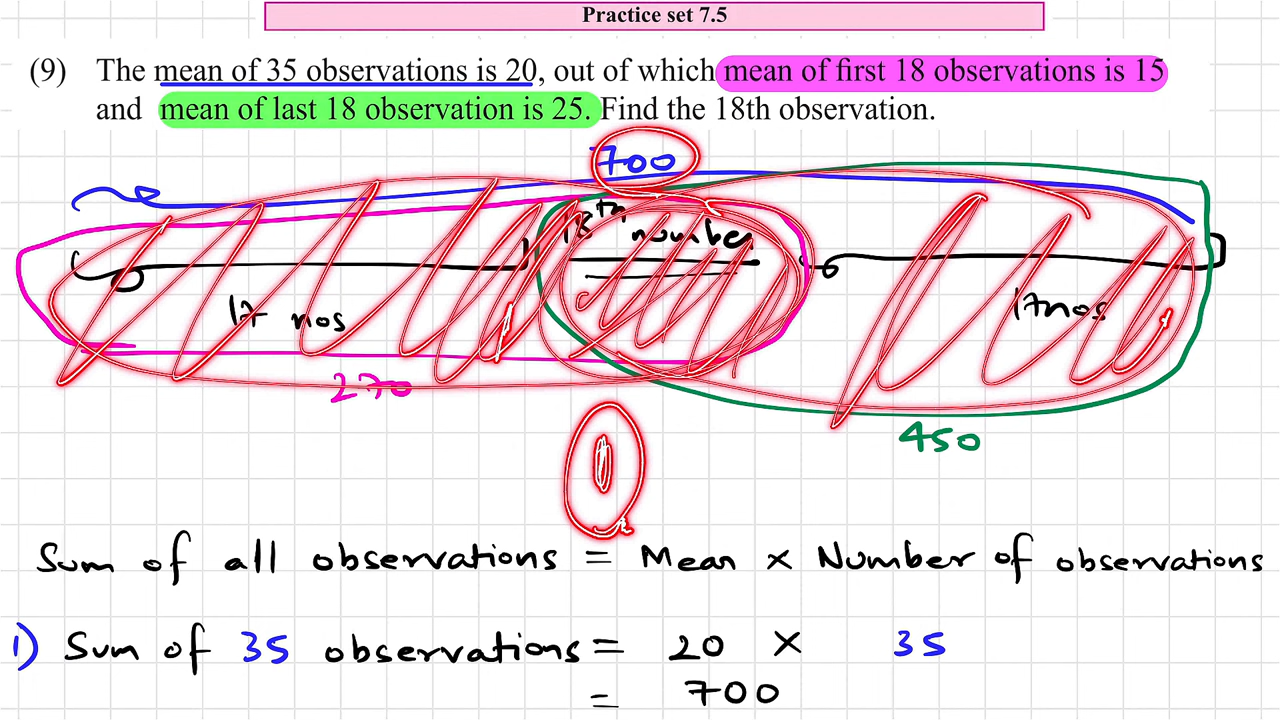 Practice set 7.5
(9) The mean of 35 observations is 20, out of which mean of first 18 observations is 15
and mean of last 18 observation is 25. Find the 18th observation.
700
18th number
17 nos
17nos
270
450
Sum of all observations = Mean × Number of observations
1) Sum of 35 observations = 20 × 35
= 700